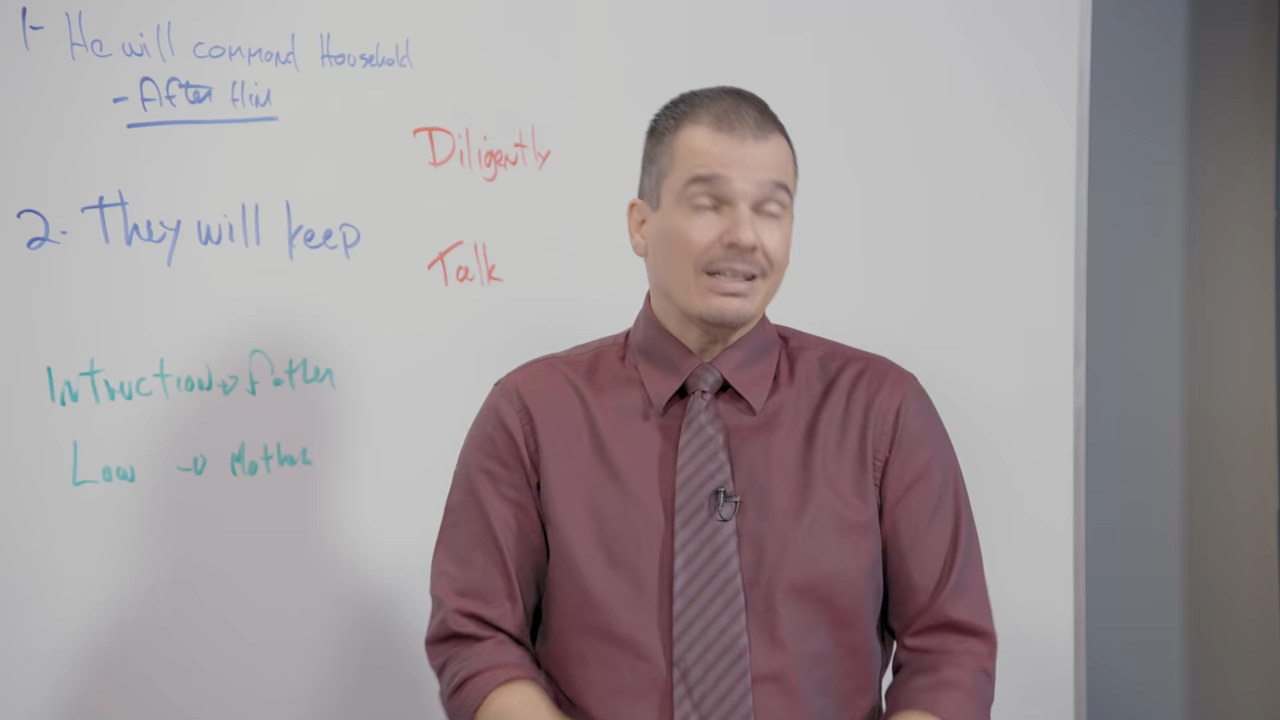 1- He will commond Household
- After Him
Diligently
2. They will keep
Talk
Intruction → Father
Law → Mother